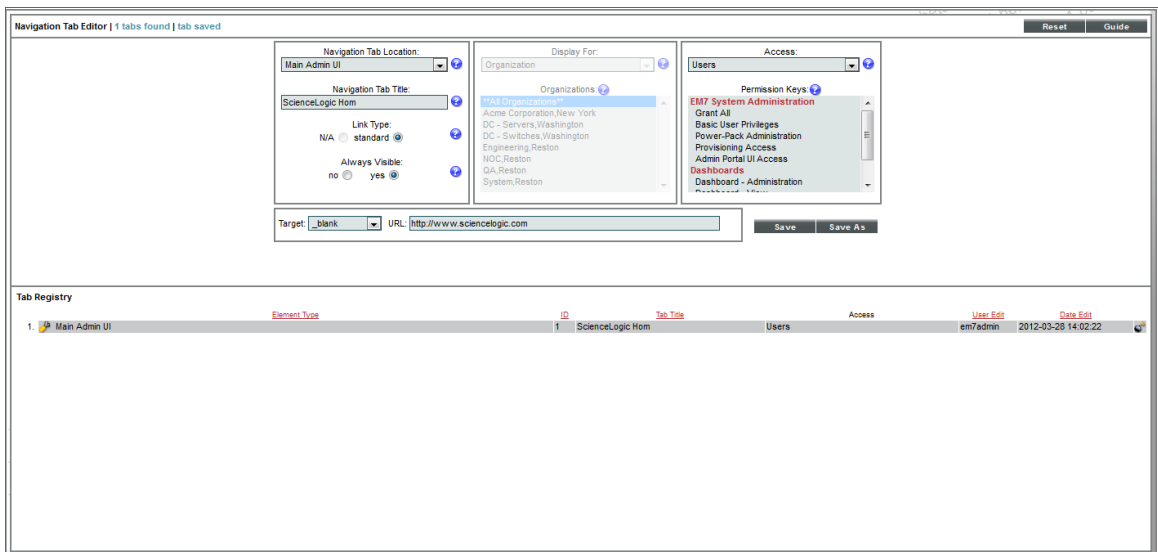 Navigation Tab Editor | 1 tabs found | tab saved
Reset
Guide
Navigation Tab Location:
Main Admin UI
Navigation Tab Title:
ScienceLogic Hom
Link Type:
N/A standard
Always Visible:
no yes
Display For:
Organization
Organizations:
**All Organizations**
Acme Corporation,New York
DC - Servers,Washington
DC - Switches,Washington
Engineering,Reston
NOC,Reston
QA,Reston
System,Reston
Access:
Users
Permission Keys:
EM7 System Administration
Grant All
Basic User Privileges
Power-Pack Administration
Provisioning Access
Admin Portal UI Access
Dashboards
Dashboard - Administration
Target: _blank URL: http://www.sciencelogic.com
Save
Save As
Tab Registry
Element Type ID Tab Title Access User Edit Date Edit
1. Main Admin UI 1 ScienceLogic Hom Users em7admin 2012-03-28 14:02:22